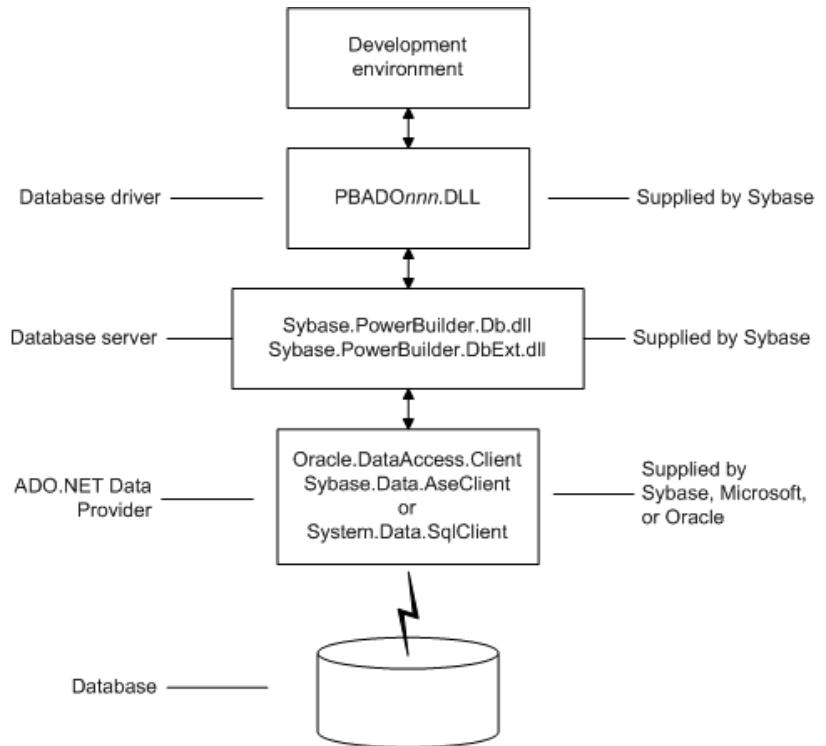 Development
environment
Database driver
PBADOnnn.DLL
Supplied by Sybase
Database server
Sybase.PowerBuilder.Db.dll
Sybase.PowerBuilder.DbExt.dll
Supplied by Sybase
ADO.NET Data
Provider
Oracle.DataAccess.Client
Sybase.Data.AseClient
or
System.Data.SqlClient
Supplied by
Sybase, Microsoft,
or Oracle
Database